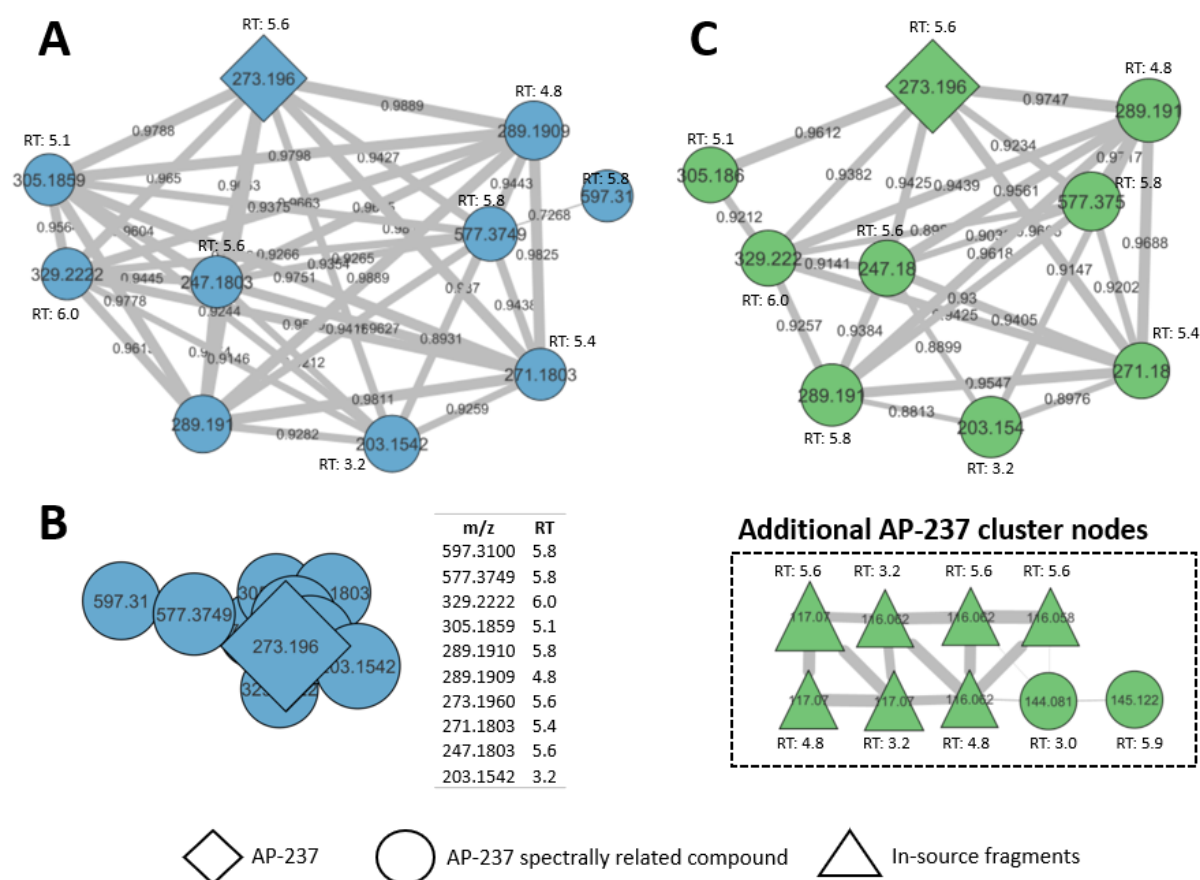 A
RT: 5.6
273.196
RT: 4.8
289.1909
0.9889
0.9788
RT: 5.1
305.1859
0.9798
0.9427
0.965
RT: 5.8
597.31
0.9443
0.7268
0.9375
0.9663
RT: 5.8
577.3749
0.9604
RT: 5.6
0.9266
0.9265
0.9354
0.9825
329.2222
0.9445
247.1803
0.9751
0.9889
RT: 6.0
0.9778
0.9244
0.8931
0.9146
RT: 5.4
271.1803
0.9811
0.9259
289.191
0.9282
203.1542
RT: 3.2
C
RT: 5.6
273.196
RT: 4.8
289.191
0.9747
0.9612
RT: 5.1
305.186
0.9234
0.9382
0.9425
0.9439
0.9561
RT: 5.8
577.375
0.9212
RT: 5.6
0.9618
0.9688
329.222
0.9141
247.18
0.9147
RT: 6.0
0.9202
0.93
0.9425
0.9405
0.9257
0.9384
0.8899
RT: 5.4
271.18
0.9547
289.191
0.8813
0.8976
RT: 5.8
203.154
RT: 3.2
B
597.31
577.3749
273.196
m/z RT
597.3100 5.8
577.3749 5.8
329.2222 6.0
305.1859 5.1
289.1910 5.8
289.1909 4.8
273.1960 5.6
271.1803 5.4
247.1803 5.6
203.1542 3.2
Additional AP-237 cluster nodes
RT: 5.6 RT: 3.2 RT: 5.6 RT: 5.6
117.07 116.062 116.062 116.058
117.07 117.07 116.062 144.081 145.122
RT: 4.8 RT: 3.2 RT: 4.8 RT: 3.0 RT: 5.9
AP-237
AP-237 spectrally related compound
In-source fragments